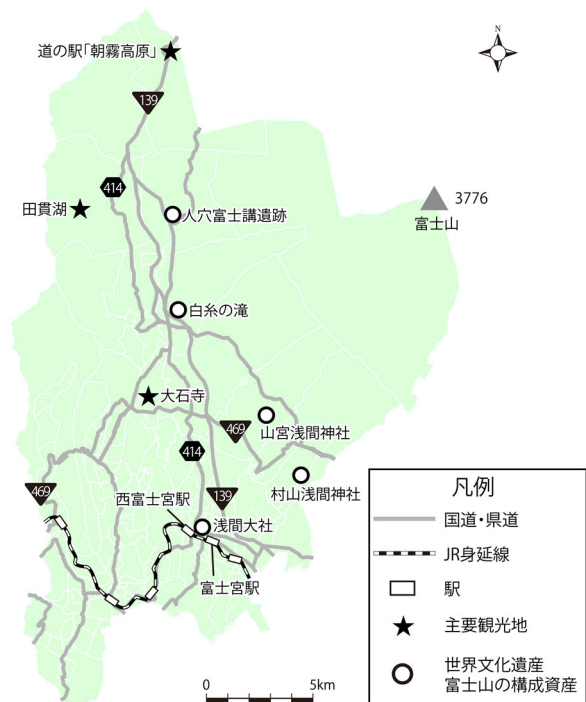 道の駅「朝霧高原」
139
414
田貫湖
人穴富士講遺跡
3776
富士山
白糸の滝
大石寺
山宮浅間神社
469
414
村山浅間神社
469
西富士宮駅
139
浅間大社
富士宮駅
凡例
国道・県道
JR身延線
駅
主要観光地
世界文化遺産
富士山の構成資産
0 5km